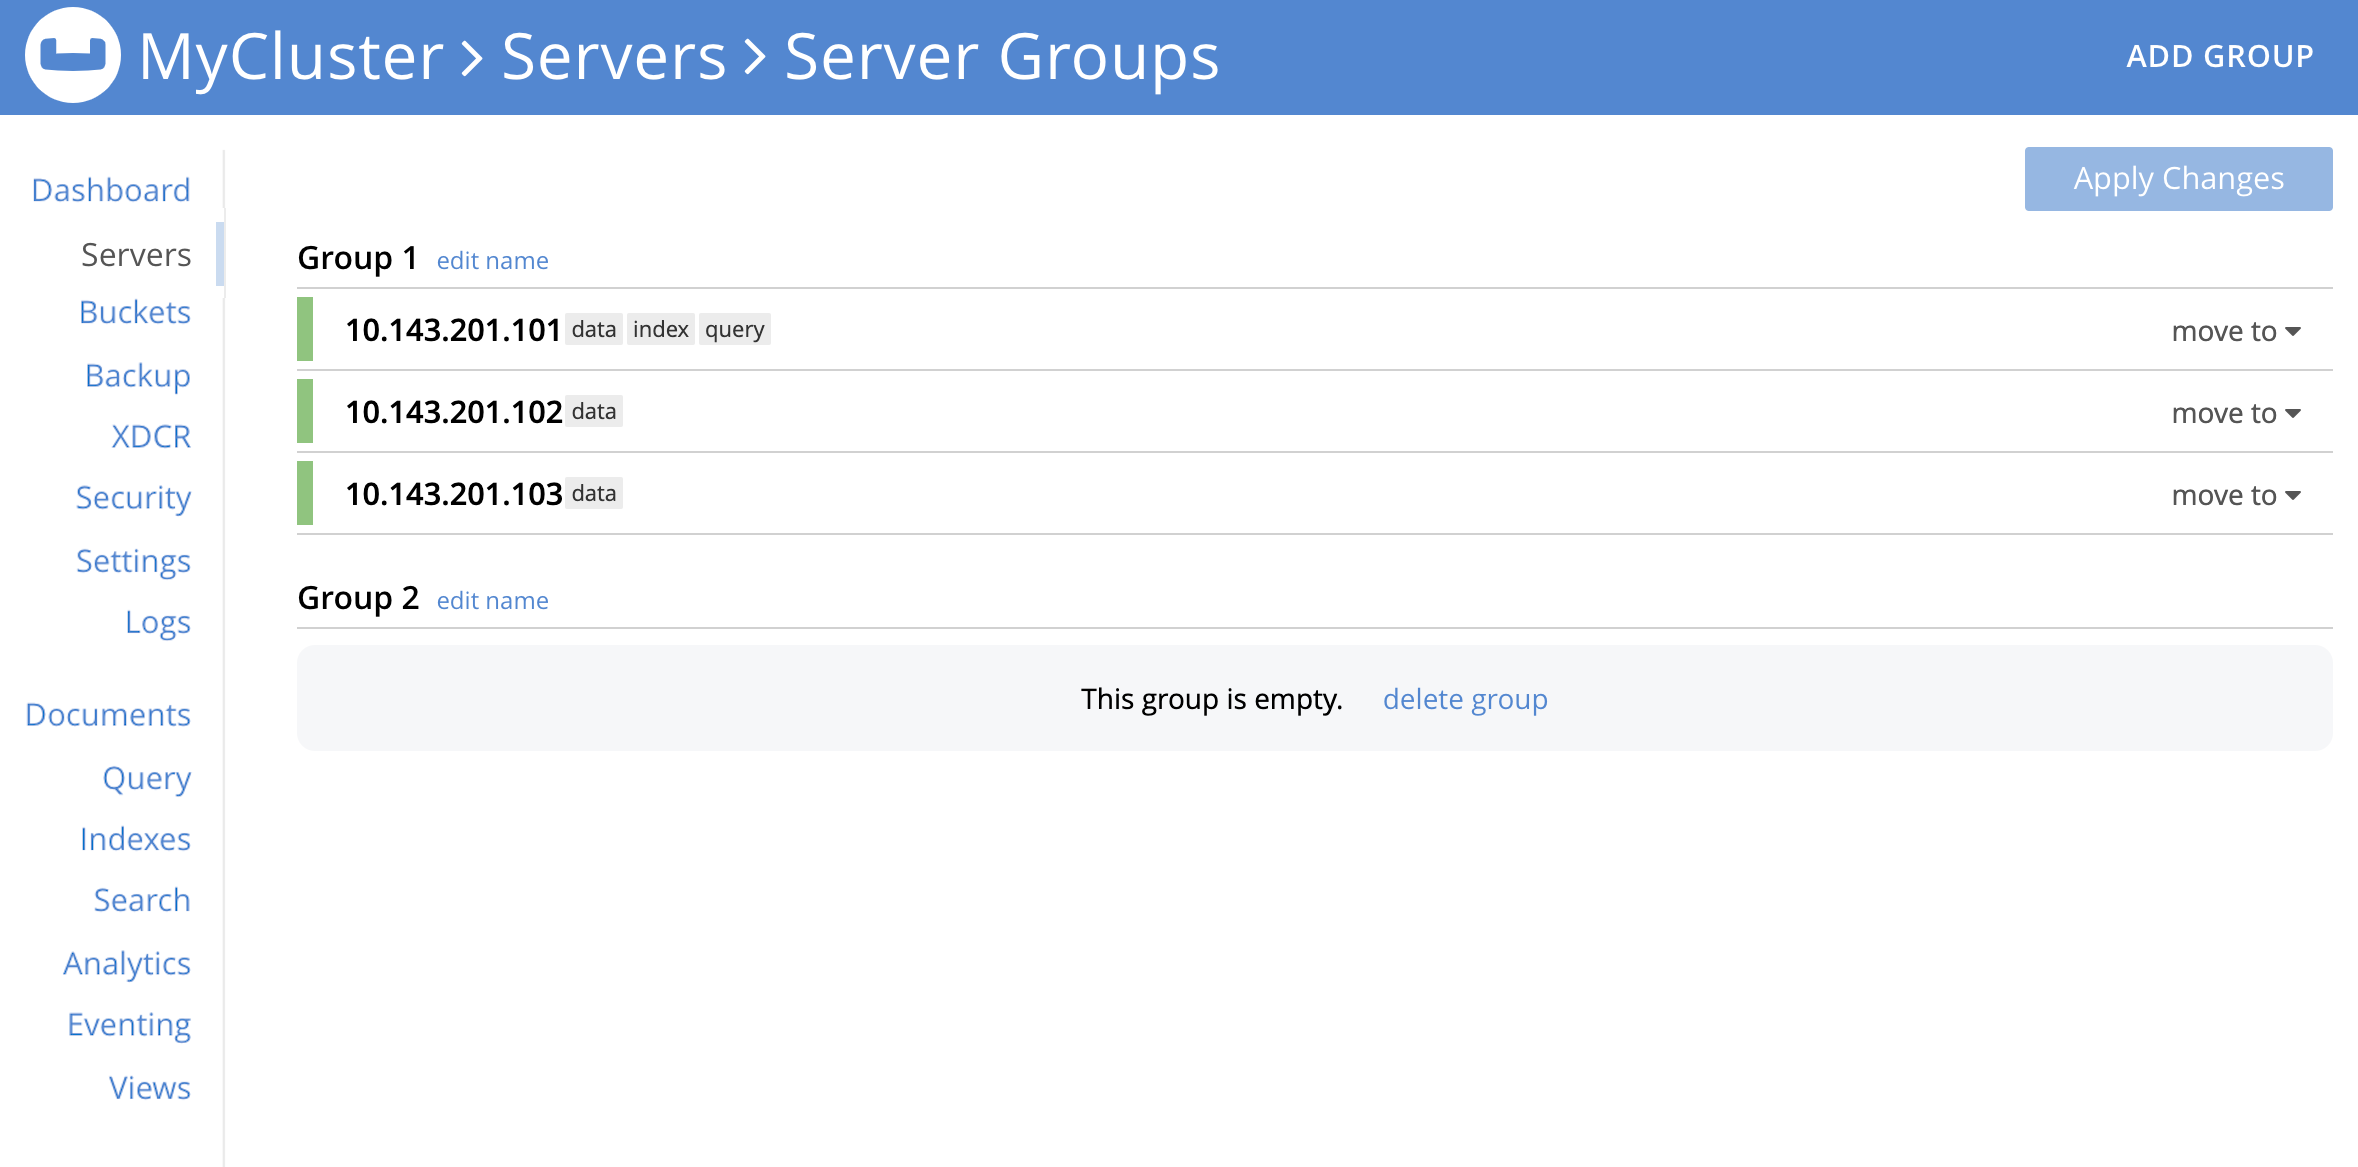 MyCluster > Servers > Server Groups
ADD GROUP
Apply Changes
Dashboard
Servers
Buckets
Backup
XDCR
Security
Settings
Logs
Documents
Query
Indexes
Search
Analytics
Eventing
Views
Group 1 edit name
10.143.201.101 data index query move to
10.143.201.102 data move to
10.143.201.103 data move to
Group 2 edit name
This group is empty. delete group